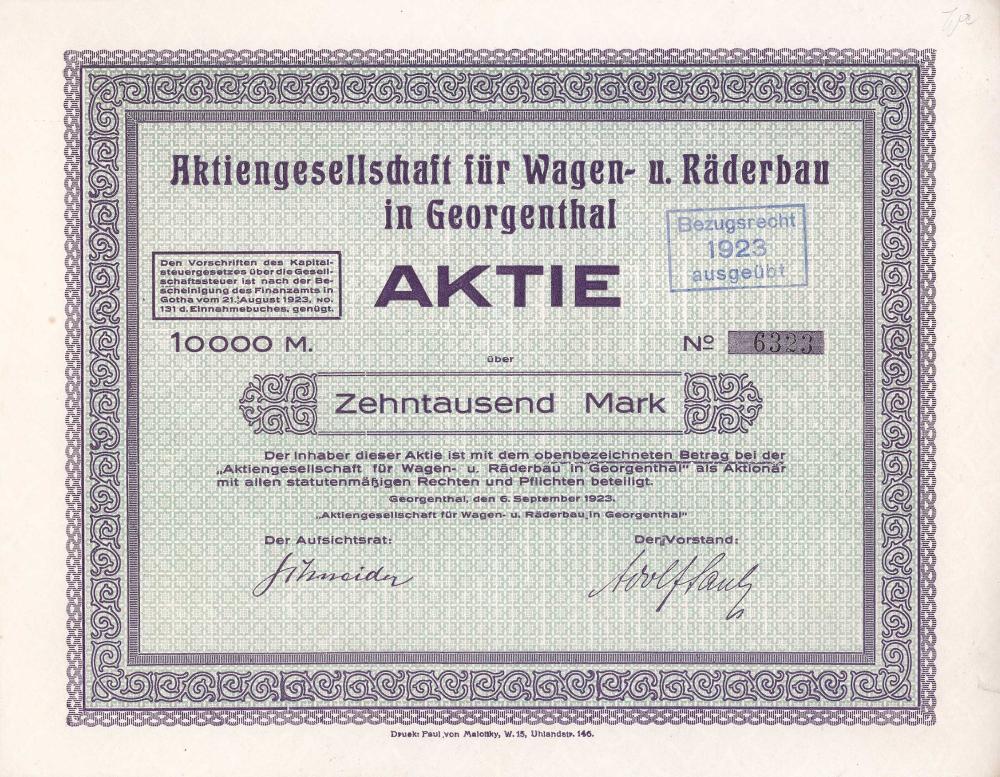 Aktiengesellschaft für Wagen- u. Räderbau
in Georgenthal
Bezugsrecht
1923
ausgeübt
Den Vorschriften des Kapital-
steuergesetzes über die Gesell-
schaftssteuer ist nach der Be-
scheinigung des Finanzamts in
Gotha vom 21. August 1923, No.
131 d. Einnahmebuches, genügt.
AKTIE
10000 M.
No 6323
über
Zehntausend Mark
Der Inhaber dieser Aktie ist mit dem obenbezeichneten Betrag bei der
„Aktiengesellschaft für Wagen- u. Räderbau in Georgenthal“ als Aktionär
mit allen statutenmäßigen Rechten und Pflichten beteiligt.
Georgenthal, den 6. September 1923.
„Aktiengesellschaft für Wagen- u. Räderbau in Georgenthal“
Der Aufsichtsrat:
Der Vorstand:
Schneider
Adolf
Druck: Paul von Malottky, W. 15, Uhlandstr. 146.